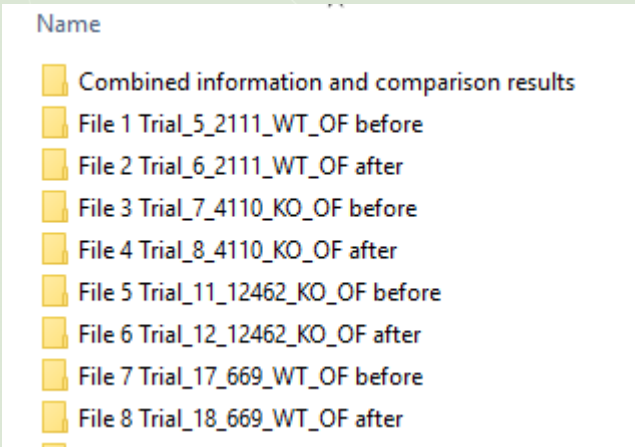 Name
Combined information and comparison results
File 1 Trial_5_2111_WT_OF before
File 2 Trial_6_2111_WT_OF after
File 3 Trial_7_4110_KO_OF before
File 4 Trial_8_4110_KO_OF after
File 5 Trial_11_12462_KO_OF before
File 6 Trial_12_12462_KO_OF after
File 7 Trial_17_669_WT_OF before
File 8 Trial_18_669_WT_OF after